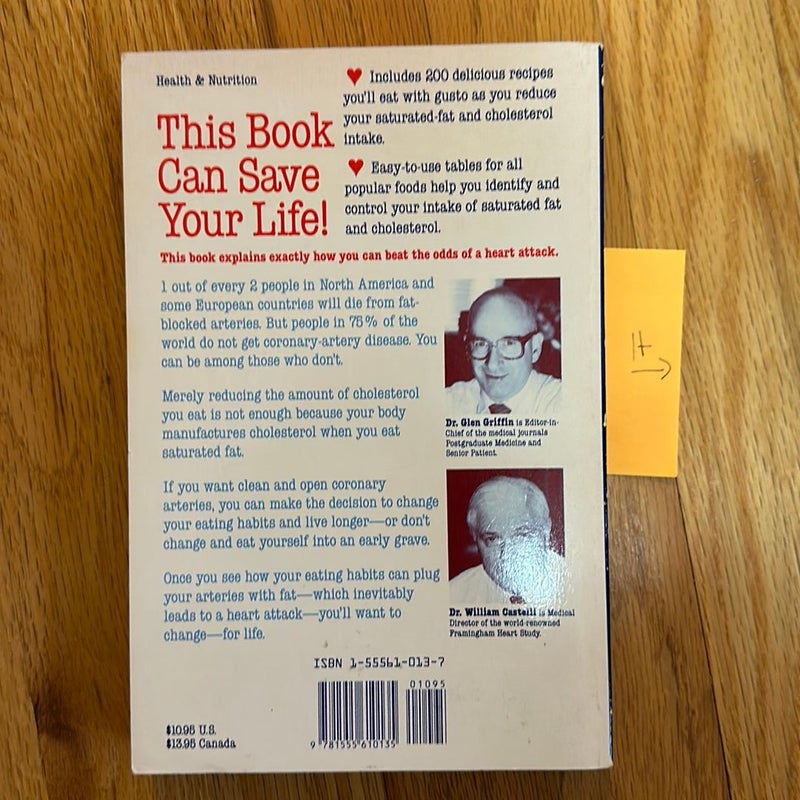 Health & Nutrition
This Book
Can Save
Your Life!
♥ Includes 200 delicious recipes
you'll eat with gusto as you reduce
your saturated-fat and cholesterol
intake.
♥ Easy-to-use tables for all
popular foods help you identify and
control your intake of saturated fat
and cholesterol.
This book explains exactly how you can beat the odds of a heart attack.
1 out of every 2 people in North America and
some European countries will die from fat-
blocked arteries. But people in 75% of the
world do not get coronary-artery disease. You
can be among those who don't.
Merely reducing the amount of cholesterol
you eat is not enough because your body
manufactures cholesterol when you eat
saturated fat.
If you want clean and open coronary
arteries, you can make the decision to change
your eating habits and live longer—or don't
change and eat yourself into an early grave.
Once you see how your eating habits can plug
your arteries with fat—which inevitably
leads to a heart attack—you'll want to
change—for life.
Dr. Glen Griffin is Editor-in-
Chief of the medical journals
Postgraduate Medicine and
Senior Patient.
Dr. William Castelli is Medical
Director of the world-renowned
Framingham Heart Study.
ISBN 1-55561-013-7
01095
9 781555 610135
$10.95 U.S.
$13.95 Canada